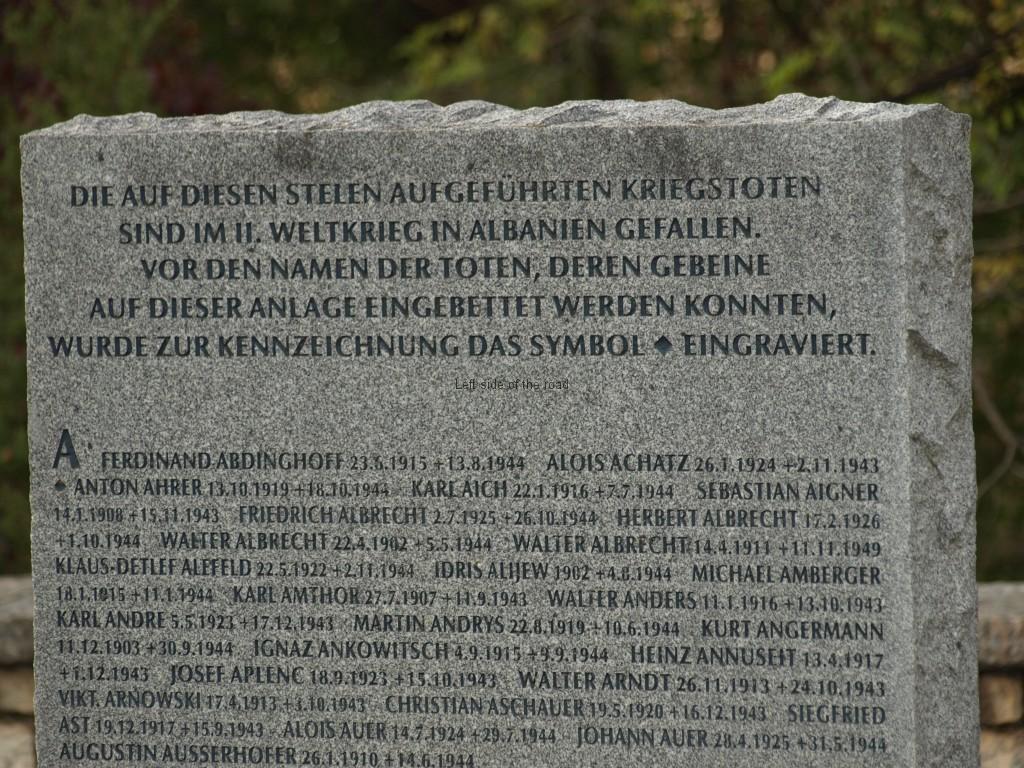 DIE AUF DIESEN STELEN AUFGEFÜHRTEN KRIEGSTOTEN
SIND IM II. WELTKRIEG IN ALBANIEN GEFALLEN.
VOR DEN NAMEN DER TOTEN, DEREN GEBEINE
AUF DIESER ANLAGE EINGEBETTET WERDEN KONNTEN,
WURDE ZUR KENNZEICHNUNG DAS SYMBOL ◆ EINGRAVIERT.
Left side of the road
A FERDINAND ABDINGHOFF 23.6.1915 +13.8.1944 ALOIS ACHATZ 26.1.1924 +2.11.1943
◆ ANTON AHRER 13.10.1919 +18.10.1944 KARL AICH 22.1.1916 +7.7.1944 SEBASTIAN AIGNER
14.1.1908 +15.11.1943 FRIEDRICH ALBRECHT 2.7.1925 +26.10.1944 HERBERT ALBRECHT 17.2.1926
+1.10.1944 WALTER ALBRECHT 22.4.1902 +5.5.1944 WALTER ALBRECHT 14.4.1911 +11.11.1949
KLAUS-DETLEF ALEFELD 22.5.1922 +2.11.1944 IDRIS ALIJEW 1902 +4.8.1944 MICHAEL AMBERGER
18.1.1915 +11.1.1944 KARL AMTHOR 27.7.1907 +11.9.1943 WALTER ANDERS 11.1.1916 +13.10.1943
KARL ANDRE 5.5.1923 +17.12.1943 MARTIN ANDRYS 22.8.1919 +10.6.1944 KURT ANGERMANN
11.12.1903 +30.9.1944 IGNAZ ANKOWITSCH 4.9.1915 +9.9.1944 HEINZ ANNUSEIT 13.4.1917
+1.12.1943 JOSEF APLENC 18.9.1923 +15.10.1943 WALTER ARNDT 26.11.1913 +24.10.1943
VIKT. ARNOWSKI 17.4.1913 +3.10.1943 CHRISTIAN ASCHAUER 19.5.1920 +16.12.1943 SIEGFRIED
AST 19.12.1917 +15.9.1943 ALOIS AUER 14.7.1924 +29.7.1944 JOHANN AUER 28.4.1925 +31.5.1944
AUGUSTIN AUSSERHOFER 26.1.1910 +14.6.1944